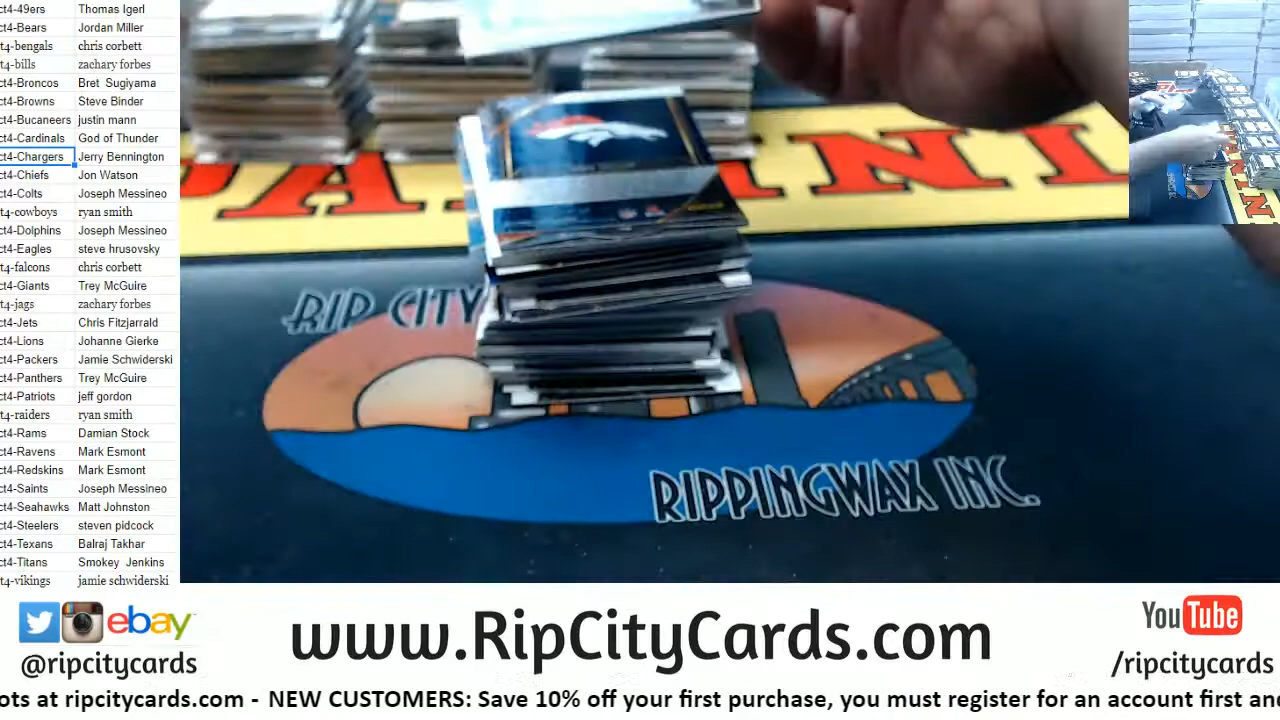 ct4-49ers Thomas Igerl
ct4-Bears Jordan Miller
t4-bengals chris corbett
t4-bills zachary forbes
ct4-Broncos Bret Sugiyama
ct4-Browns Steve Binder
ct4-Bucaneers justin mann
ct4-Cardinals God of Thunder
ct4-Chargers Jerry Bennington
ct4-Chiefs Jon Watson
ct4-Colts Joseph Messineo
t4-cowboys ryan smith
ct4-Dolphins Joseph Messineo
ct4-Eagles steve hrusovsky
t4-falcons chris corbett
ct4-Giants Trey McGuire
t4-jags zachary forbes
ct4-Jets Chris Fitzjarrald
ct4-Lions Johanne Gierke
ct4-Packers Jamie Schwiderski
ct4-Panthers Trey McGuire
ct4-Patriots jeff gordon
t4-raiders ryan smith
ct4-Rams Damian Stock
ct4-Ravens Mark Esmont
ct4-Redskins Mark Esmont
ct4-Saints Joseph Messineo
ct4-Seahawks Matt Johnston
ct4-Steelers steven pidcock
ct4-Texans Balraj Takhar
ct4-Titans Smokey Jenkins
t4-vikings jamie schwiderski
PANINI
RIP CITY
RIPPINGWAX INC.
ebay
@ripcitycards
www.RipCityCards.com
YouTube
/ripcitycards
ots at ripcitycards.com - NEW CUSTOMERS: Save 10% off your first purchase, you must register for an account first and